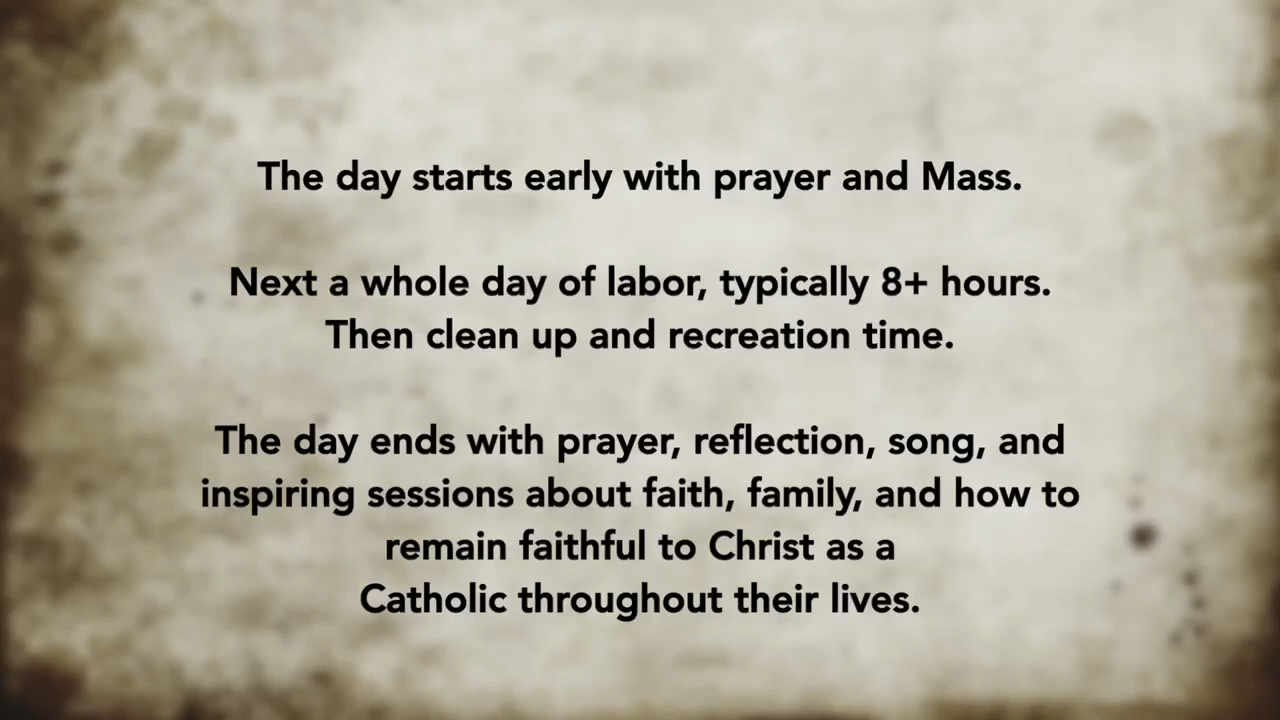 The day starts early with prayer and Mass.
Next a whole day of labor, typically 8+ hours.
Then clean up and recreation time.
The day ends with prayer, reflection, song, and
inspiring sessions about faith, family, and how to
remain faithful to Christ as a
Catholic throughout their lives.